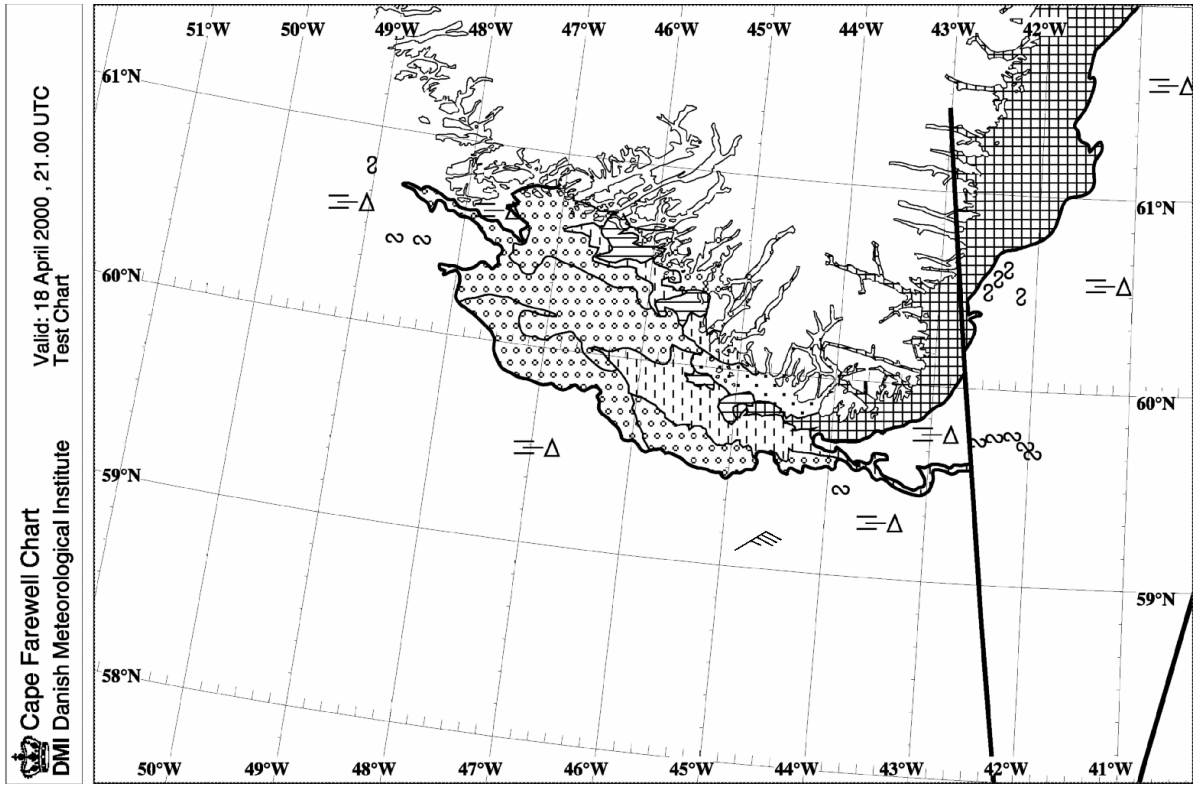 Cape Farewell Chart
DMI Danish Meteorological Institute
Valid: 18 April 2000 , 21.00 UTC
Test Chart
51°W 50°W 49°W 48°W 47°W 46°W 45°W 44°W 43°W 42°W
61°N
61°N
60°N
60°N
59°N
59°N
58°N
50°W 49°W 48°W 47°W 46°W 45°W 44°W 43°W 42°W 41°W